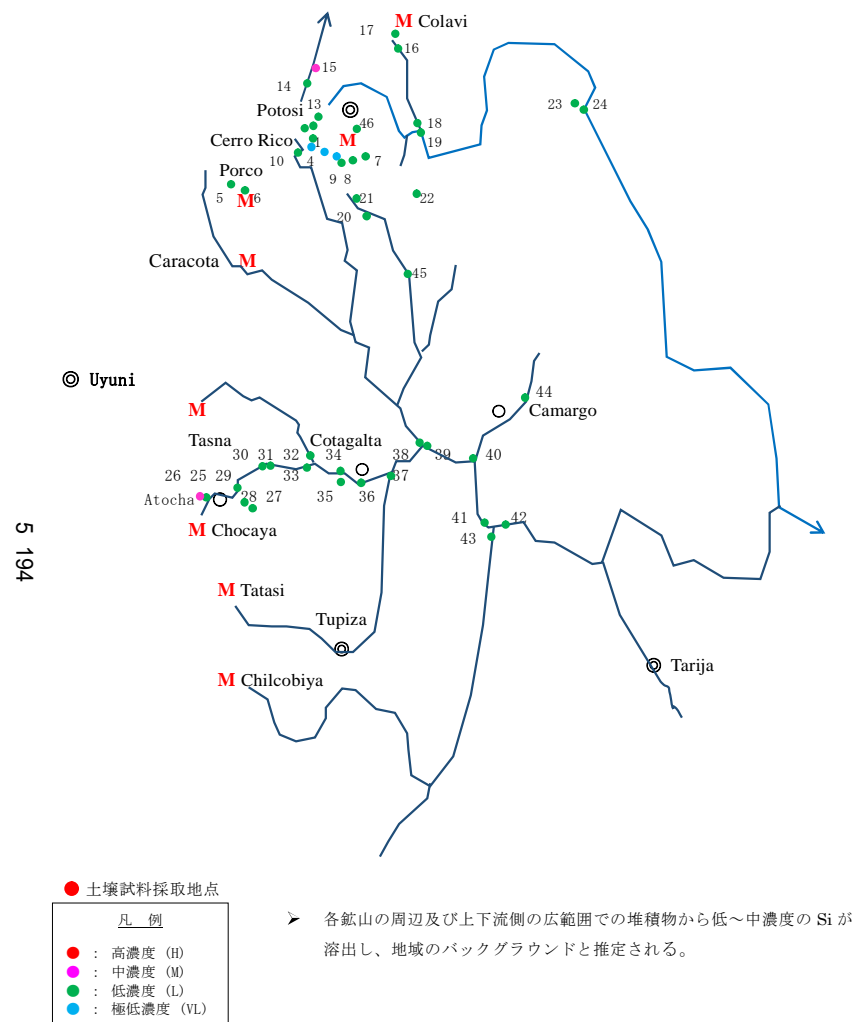 17 M Colavi
16
15
14
13
Potosi
46
18
23 24
Cerro Rico 1 M
19
10 4 7
Porco 9 8
5 6 21 22
M
20
Caracota M 45
Uyuni
44
M Camargo
Tasna Cotagalta
30 31 32 34 38 39 40
26 25 29 33 37
Atocha 28 27 35 36
M Chocaya 41 42
43
5 194
M Tatasi
Tupiza
Tarija
M Chilcobiya
土壌試料採取地点
凡 例
： 高濃度 (H)
： 中濃度 (M)
： 低濃度 (L)
： 極低濃度 (VL)
➢ 各鉱山の周辺及び上下流側の広範囲での堆積物から低～中濃度の Si が
溶出し、地域のバックグラウンドと推定される。